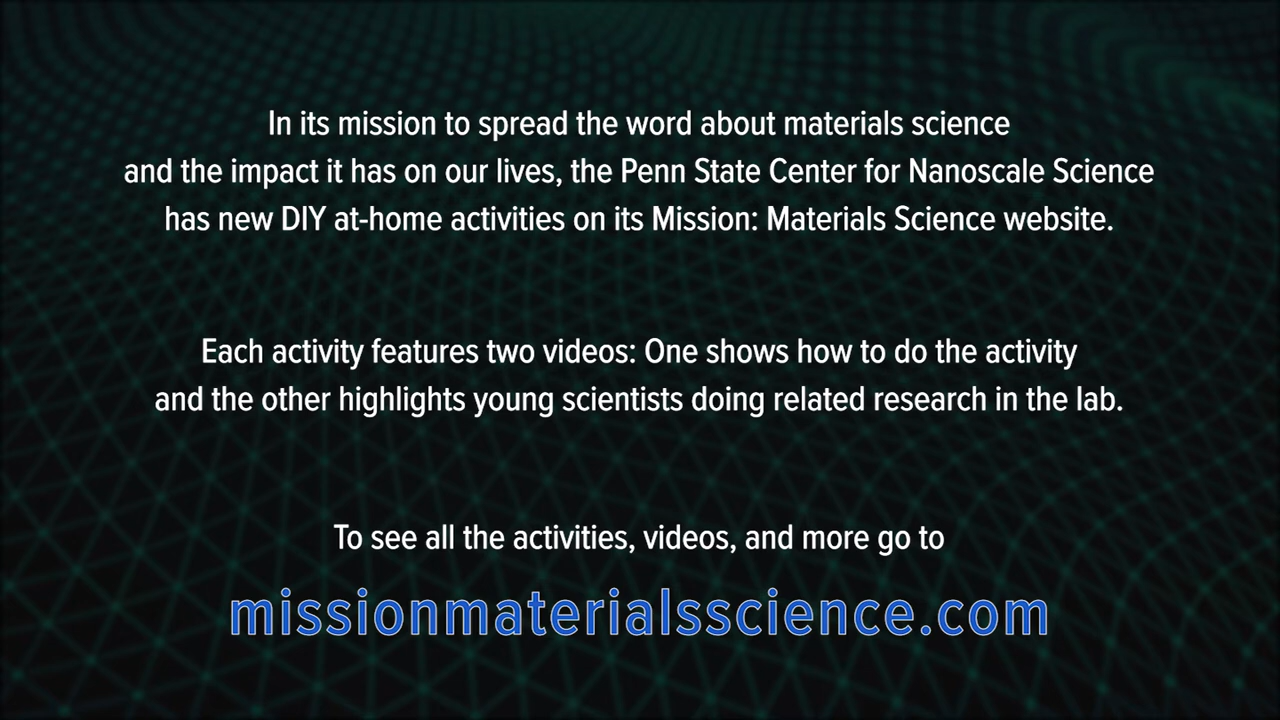 In its mission to spread the word about materials science
and the impact it has on our lives, the Penn State Center for Nanoscale Science
has new DIY at-home activities on its Mission: Materials Science website.
Each activity features two videos: One shows how to do the activity
and the other highlights young scientists doing related research in the lab.
To see all the activities, videos, and more go to
missionmaterialsscience.com